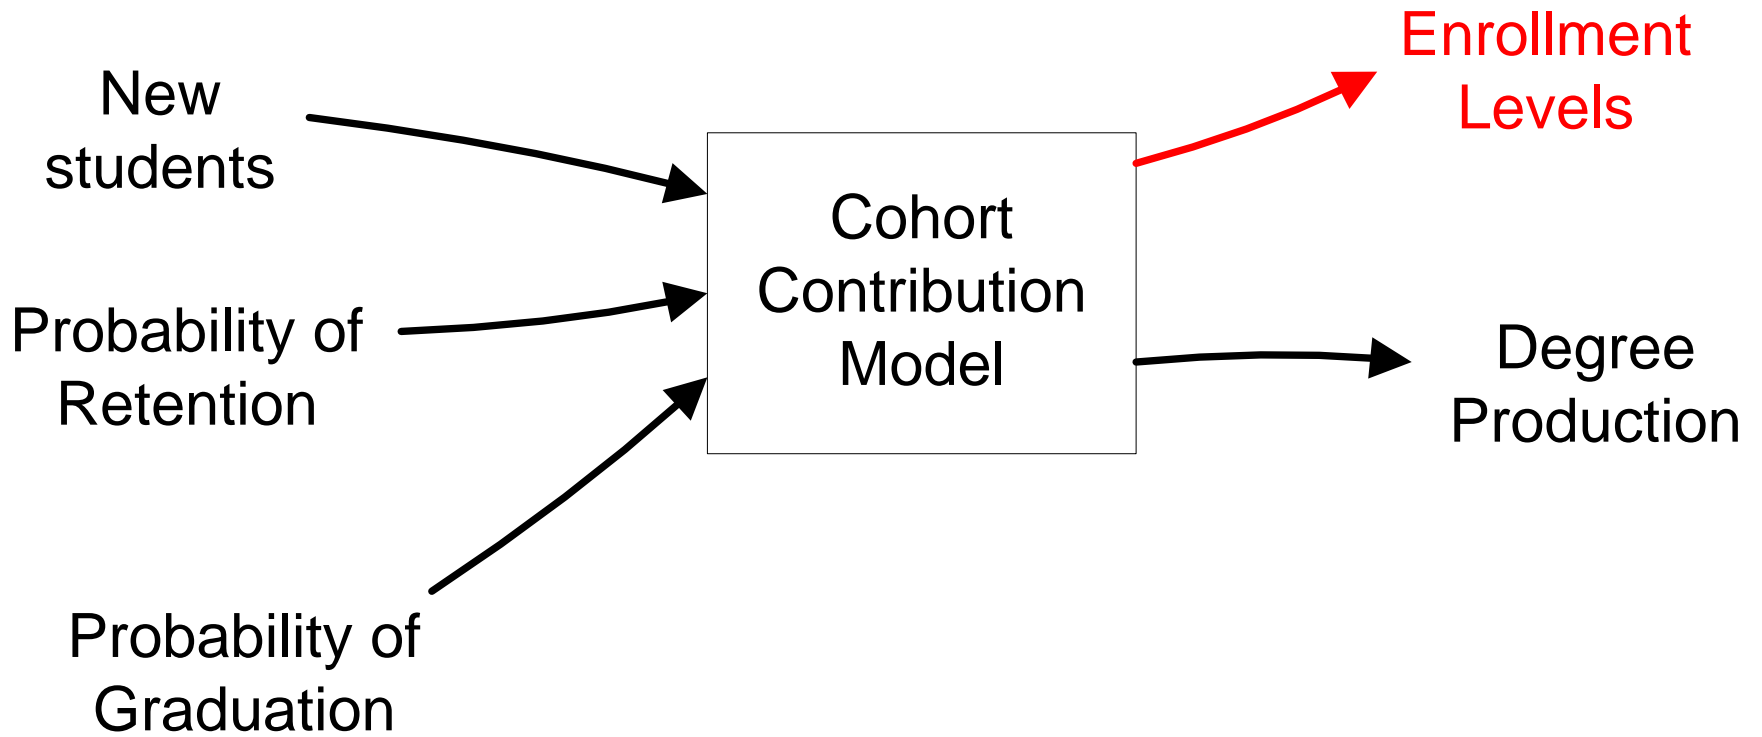 New
students
Probability of
Retention
Probability of
Graduation
Cohort
Contribution
Model
Enrollment
Levels
Degree
Production